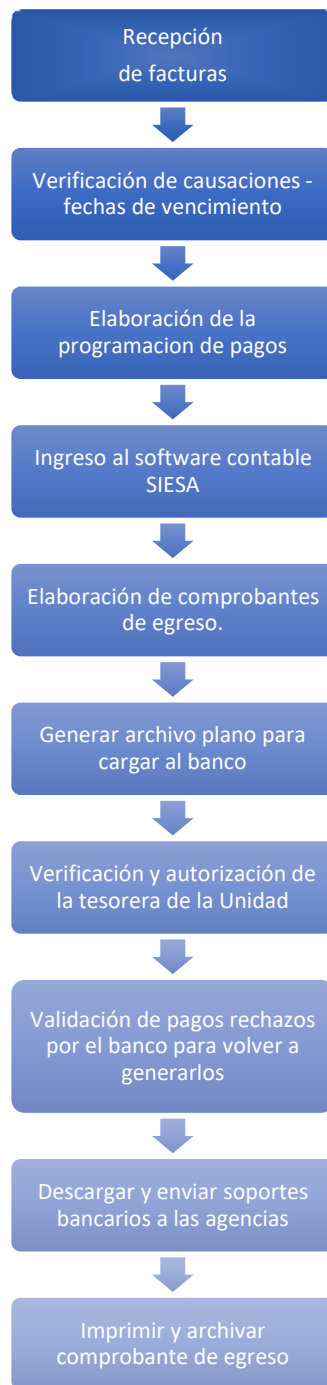 Recepción
de facturas
Verificación de causaciones -
fechas de vencimiento
Elaboración de la
programacion de pagos
Ingreso al software contable
SIESA
Elaboración de comprobantes
de egreso.
Generar archivo plano para
cargar al banco
Verificación y autorización de
la tesorera de la Unidad
Validación de pagos rechazos
por el banco para volver a
generarlos
Descargar y enviar soportes
bancarios a las agencias
Imprimir y archivar
comprobante de egreso